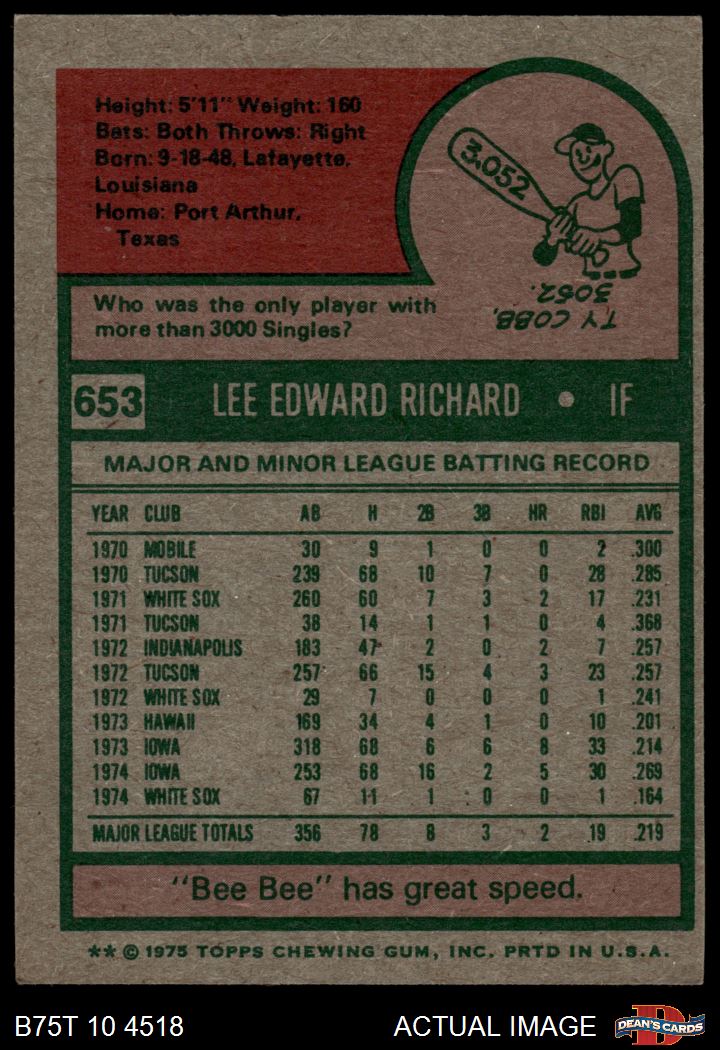 Height: 5'11" Weight: 160
Bats: Both Throws: Right
Born: 9-18-48, Lafayette,
Louisiana
Home: Port Arthur,
Texas
3,052
TY COBB,
3052.
Who was the only player with
more than 3000 Singles?
653 LEE EDWARD RICHARD • IF
MAJOR AND MINOR LEAGUE BATTING RECORD
YEAR CLUB AB H 2B 3B HR RBI AVG
1970 MOBILE 30 9 1 0 0 2 .300
1970 TUCSON 239 68 10 7 0 28 .285
1971 WHITE SOX 260 60 7 3 2 17 .231
1971 TUCSON 38 14 1 1 0 4 .368
1972 INDIANAPOLIS 183 47 2 0 2 7 .257
1972 TUCSON 257 66 15 4 3 23 .257
1972 WHITE SOX 29 7 0 0 0 1 .241
1973 HAWAII 169 34 4 1 0 10 .201
1973 IOWA 318 68 6 6 8 33 .214
1974 IOWA 253 68 16 2 5 30 .269
1974 WHITE SOX 67 11 1 0 0 1 .164
MAJOR LEAGUE TOTALS 356 78 8 3 2 19 .219
"Bee Bee" has great speed.
** © 1975 TOPPS CHEWING GUM, INC. PRTD IN U.S.A.
B75T 10 4518 ACTUAL IMAGE D DEAN'S CARDS